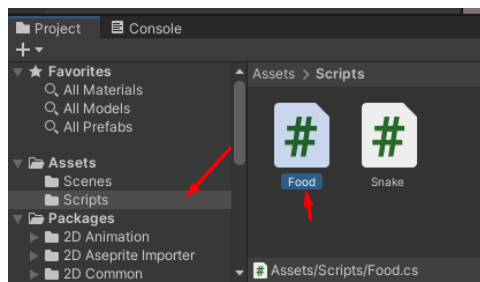 Project Console
Favorites
All Materials
All Models
All Prefabs
Assets
Scenes
Scripts
Packages
2D Animation
2D Aseprite Importer
2D Common
Assets > Scripts
# #
Food Snake
# Assets/Scripts/Food.cs